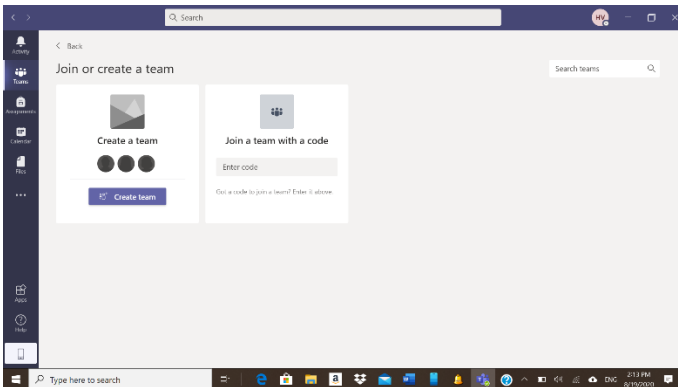 Search
HV
Activity
Teams
Assignments
Calendar
Files
Apps
Help
Back
Join or create a team
Search teams
Create a team
Create team
Join a team with a code
Enter code
Got a code to join a team? Enter it above.
Type here to search
a
DNG
2:13 PM
8/19/2020